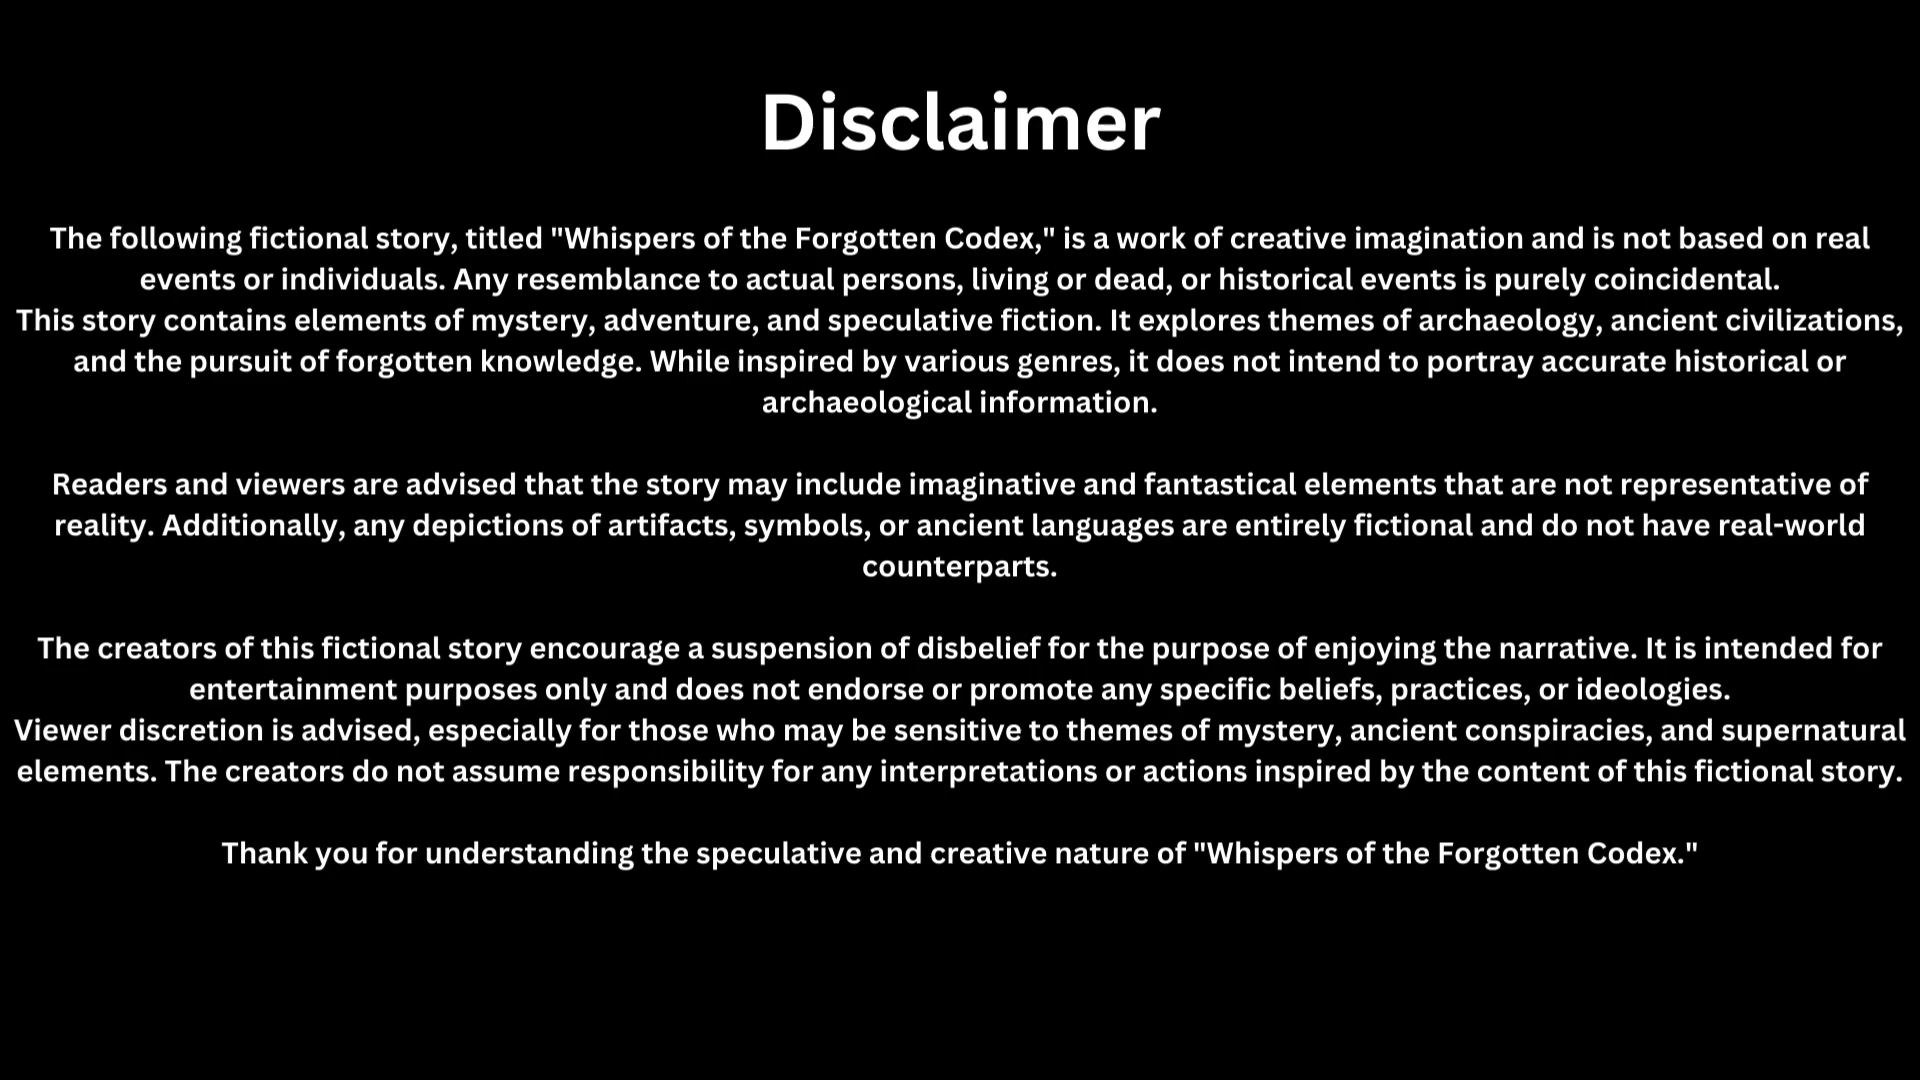 Disclaimer
The following fictional story, titled "Whispers of the Forgotten Codex," is a work of creative imagination and is not based on real
events or individuals. Any resemblance to actual persons, living or dead, or historical events is purely coincidental.
This story contains elements of mystery, adventure, and speculative fiction. It explores themes of archaeology, ancient civilizations,
and the pursuit of forgotten knowledge. While inspired by various genres, it does not intend to portray accurate historical or
archaeological information.
Readers and viewers are advised that the story may include imaginative and fantastical elements that are not representative of
reality. Additionally, any depictions of artifacts, symbols, or ancient languages are entirely fictional and do not have real-world
counterparts.
The creators of this fictional story encourage a suspension of disbelief for the purpose of enjoying the narrative. It is intended for
entertainment purposes only and does not endorse or promote any specific beliefs, practices, or ideologies.
Viewer discretion is advised, especially for those who may be sensitive to themes of mystery, ancient conspiracies, and supernatural
elements. The creators do not assume responsibility for any interpretations or actions inspired by the content of this fictional story.
Thank you for understanding the speculative and creative nature of "Whispers of the Forgotten Codex."